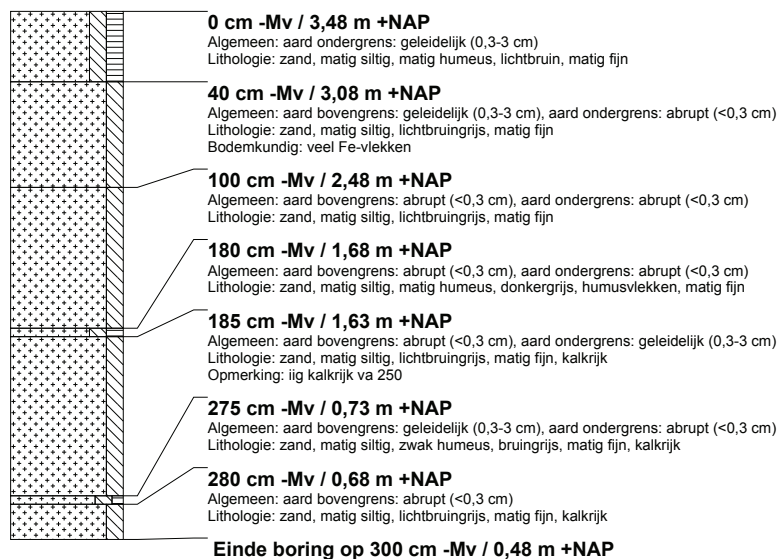 0 cm -Mv / 3,48 m +NAP
Algemeen: aard ondergrens: geleidelijk (0,3-3 cm)
Lithologie: zand, matig siltig, matig humeus, lichtbruin, matig fijn
40 cm -Mv / 3,08 m +NAP
Algemeen: aard bovengrens: geleidelijk (0,3-3 cm), aard ondergrens: abrupt (<0,3 cm)
Lithologie: zand, matig siltig, lichtbruingrijs, matig fijn
Bodemkundig: veel Fe-vlekken
100 cm -Mv / 2,48 m +NAP
Algemeen: aard bovengrens: abrupt (<0,3 cm), aard ondergrens: abrupt (<0,3 cm)
Lithologie: zand, matig siltig, lichtbruingrijs, matig fijn
180 cm -Mv / 1,68 m +NAP
Algemeen: aard bovengrens: abrupt (<0,3 cm), aard ondergrens: abrupt (<0,3 cm)
Lithologie: zand, matig siltig, matig humeus, donkergrijs, humusvlekken, matig fijn
185 cm -Mv / 1,63 m +NAP
Algemeen: aard bovengrens: abrupt (<0,3 cm), aard ondergrens: geleidelijk (0,3-3 cm)
Lithologie: zand, matig siltig, lichtbruingrijs, matig fijn, kalkrijk
Opmerking: iig kalkrijk va 250
275 cm -Mv / 0,73 m +NAP
Algemeen: aard bovengrens: geleidelijk (0,3-3 cm), aard ondergrens: abrupt (<0,3 cm)
Lithologie: zand, matig siltig, zwak humeus, bruingrijs, matig fijn, kalkrijk
280 cm -Mv / 0,68 m +NAP
Algemeen: aard bovengrens: abrupt (<0,3 cm)
Lithologie: zand, matig siltig, lichtbruingrijs, matig fijn, kalkrijk
Einde boring op 300 cm -Mv / 0,48 m +NAP